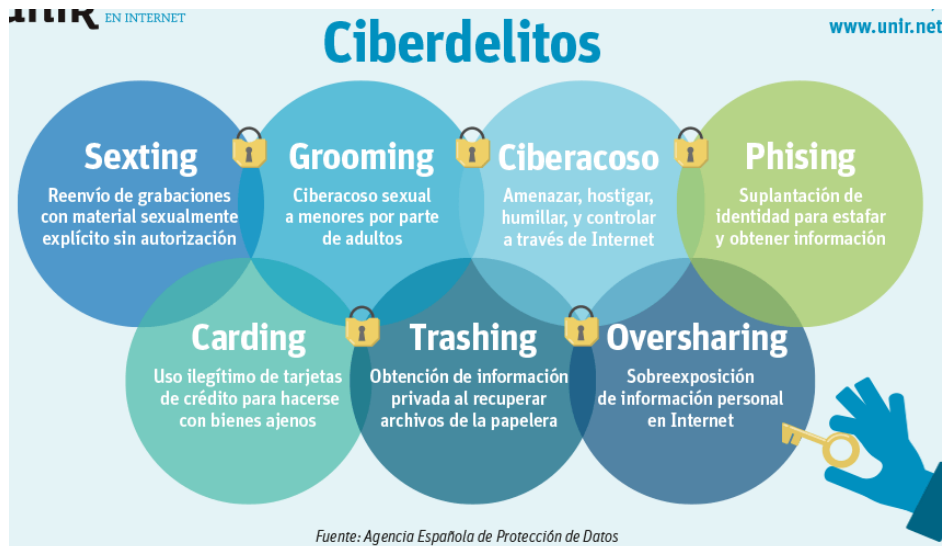 unir EN INTERNET
www.unir.net
Ciberdelitos
Sexting
Reenvío de grabaciones
con material sexualmente
explícito sin autorización
Grooming
Ciberacoso sexual
a menores por parte
de adultos
Ciberacoso
Amenazar, hostigar,
humillar, y controlar
a través de Internet
Phising
Suplantación de
identidad para estafar
y obtener información
Carding
Uso ilegítimo de tarjetas
de crédito para hacerse
con bienes ajenos
Trashing
Obtención de información
privada al recuperar
archivos de la papelera
Oversharing
Sobreexposición
de información personal
en Internet
Fuente: Agencia Española de Protección de Datos